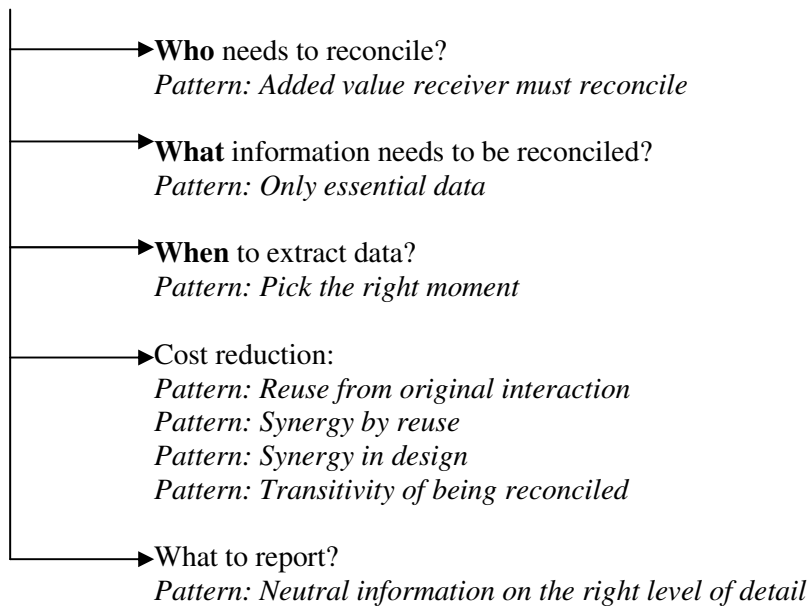 Who needs to reconcile?
Pattern: Added value receiver must reconcile
What information needs to be reconciled?
Pattern: Only essential data
When to extract data?
Pattern: Pick the right moment
Cost reduction:
Pattern: Reuse from original interaction
Pattern: Synergy by reuse
Pattern: Synergy in design
Pattern: Transitivity of being reconciled
What to report?
Pattern: Neutral information on the right level of detail